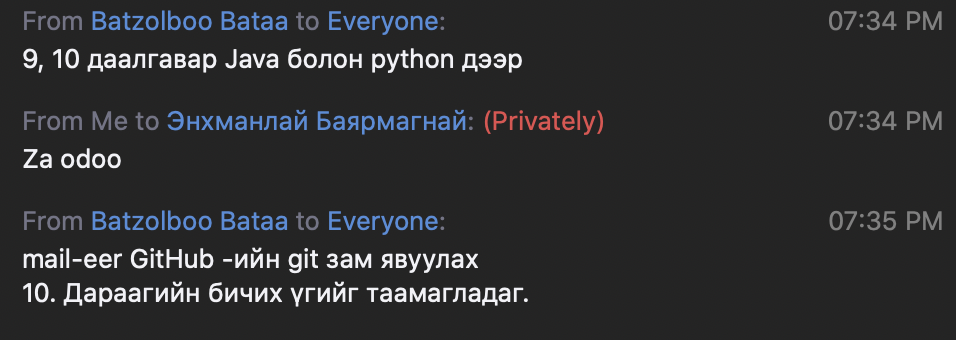 From Batzolboo Bataa to Everyone: 07:34 PM
9, 10 даалгавар Java болон python дээр
From Me to Энхманлай Баярмагнай: (Privately) 07:34 PM
Za odoo
From Batzolboo Bataa to Everyone: 07:35 PM
mail-eer GitHub -ийн git зам явуулах
10. Дараагийн бичих үгийг таамагладаг.